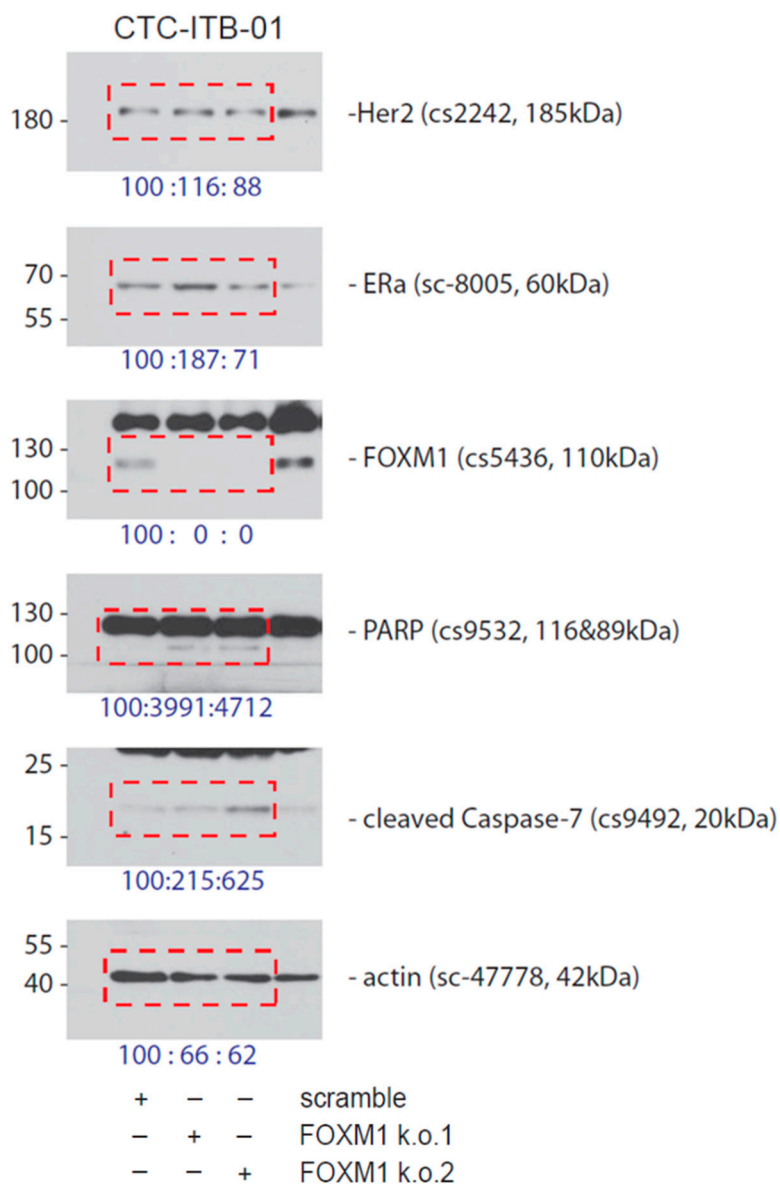 CTC-ITB-01
180 - -Her2 (cs2242, 185kDa)
100 :116: 88
70 -
- ERa (sc-8005, 60kDa)
55 -
100 :187: 71
130 -
- FOXM1 (cs5436, 110kDa)
100 -
100 : 0 : 0
130 -
- PARP (cs9532, 116&89kDa)
100 -
100:3991:4712
25 -
- cleaved Caspase-7 (cs9492, 20kDa)
15 -
100:215:625
55 -
40 - - actin (sc-47778, 42kDa)
100 : 66 : 62
+ – – scramble
– + – FOXM1 k.o.1
– – + FOXM1 k.o.2